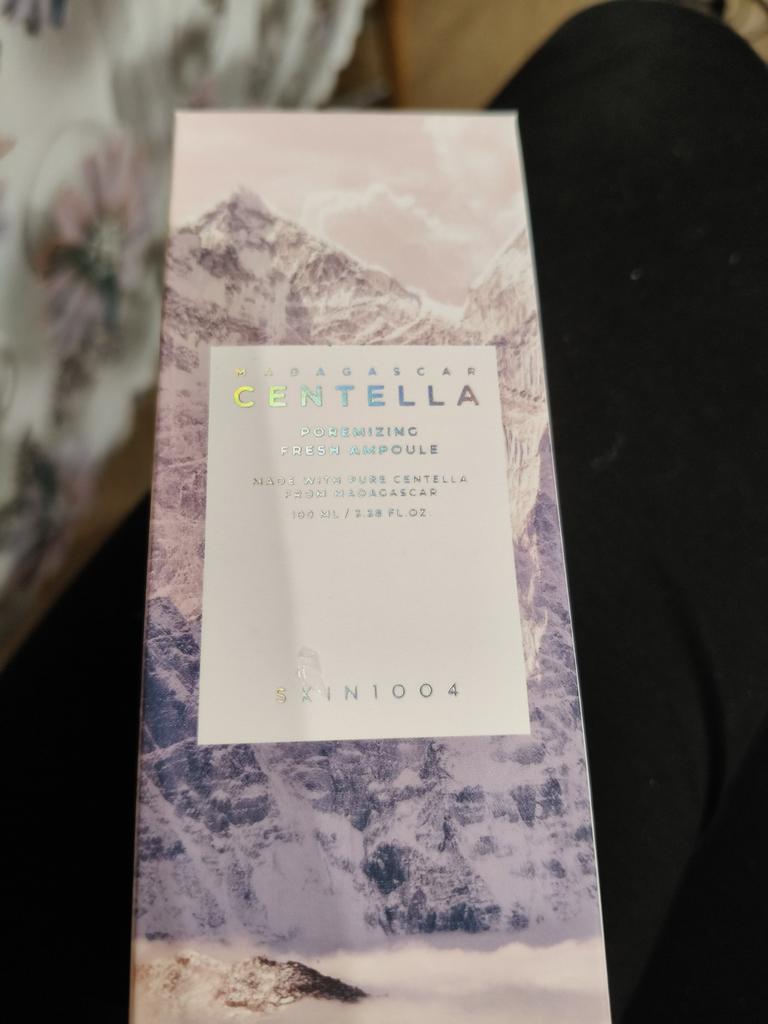 MADAGASCAR
CENTELLA
POREMIZING
FRESH AMPOULE
MADE WITH PURE CENTELLA
FROM MADAGASCAR
100 ML / 3.38 FL.OZ.
SKIN1004